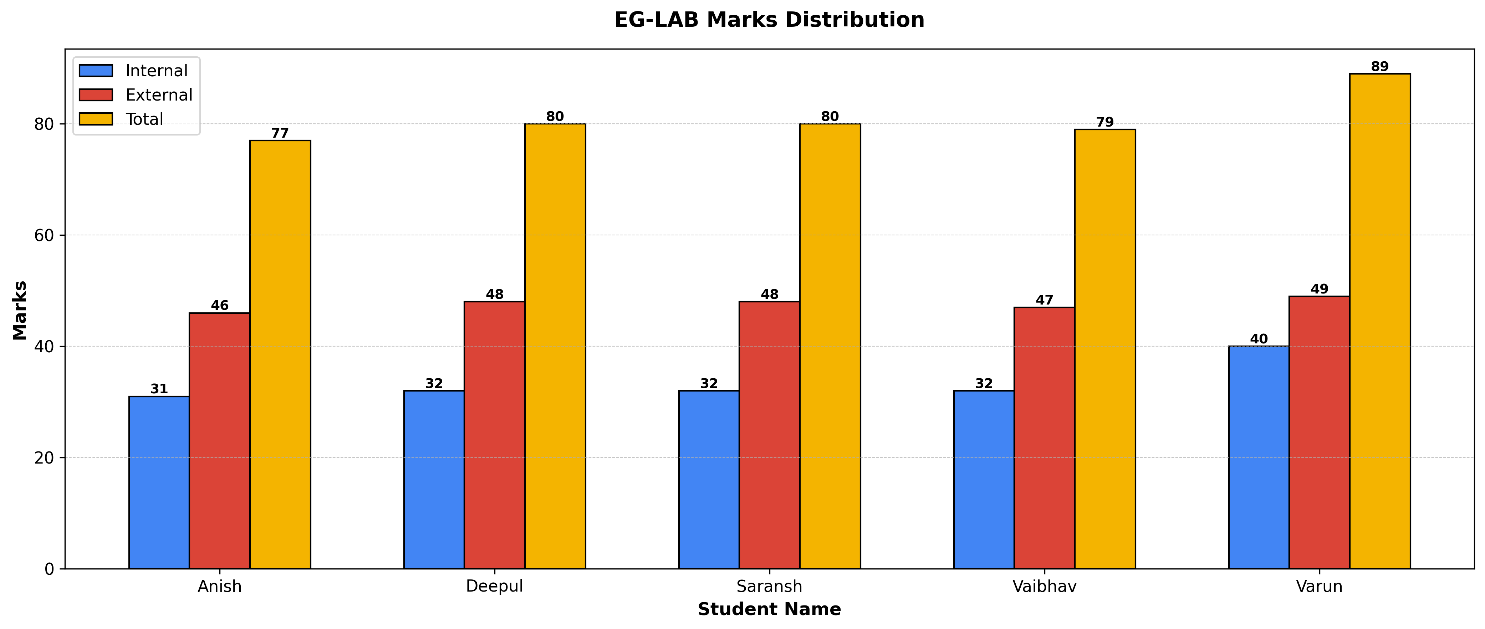 EG-LAB Marks Distribution
Internal
External
Total
Marks
80
60
40
20
0
31
46
77
32
48
80
32
48
80
32
47
79
40
49
89
Anish
Deepul
Saransh
Vaibhav
Varun
Student Name